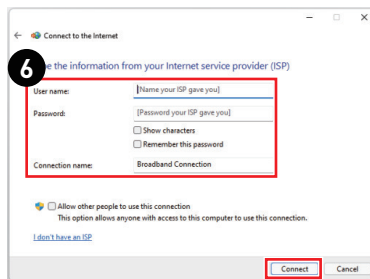 Connect to the Internet
6
e the information from your Internet service provider (ISP)
User name:
[Name your ISP gave you]
Password:
[Password your ISP gave you]
Show characters
Remember this password
Connection name:
Broadband Connection
Allow other people to use this connection
This option allows anyone with access to this computer to use this connection.
I don't have an ISP
Connect
Cancel